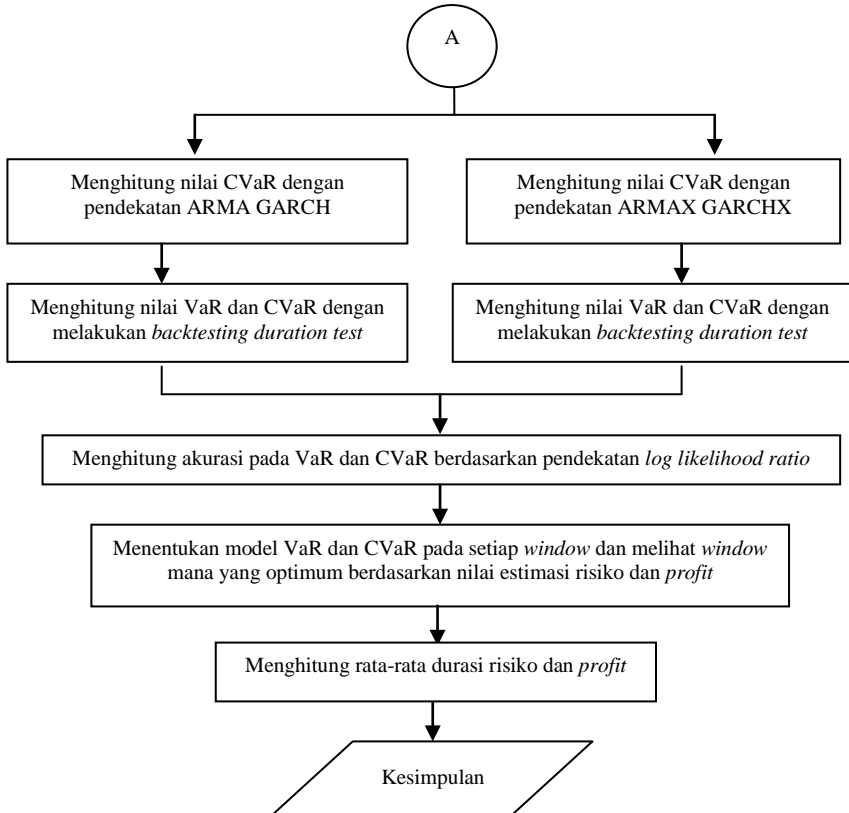 A
Menghitung nilai CVaR dengan
pendekatan ARMA GARCH
Menghitung nilai CVaR dengan
pendekatan ARMAX GARCHX
Menghitung nilai VaR dan CVaR dengan
melakukan backtesting duration test
Menghitung nilai VaR dan CVaR dengan
melakukan backtesting duration test
Menghitung akurasi pada VaR dan CVaR berdasarkan pendekatan log likelihood ratio
Menentukan model VaR dan CVaR pada setiap window dan melihat window
mana yang optimum berdasarkan nilai estimasi risiko dan profit
Menghitung rata-rata durasi risiko dan profit
Kesimpulan